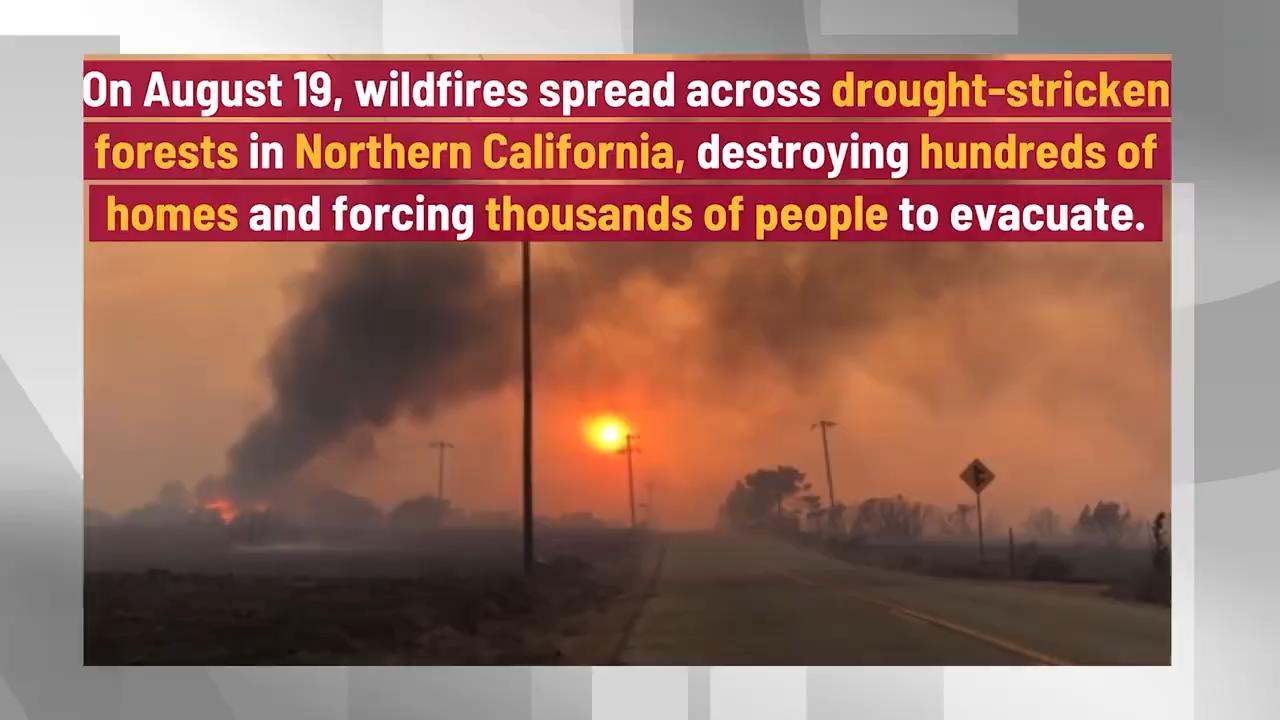 On August 19, wildfires spread across drought-stricken
forests in Northern California, destroying hundreds of
homes and forcing thousands of people to evacuate.